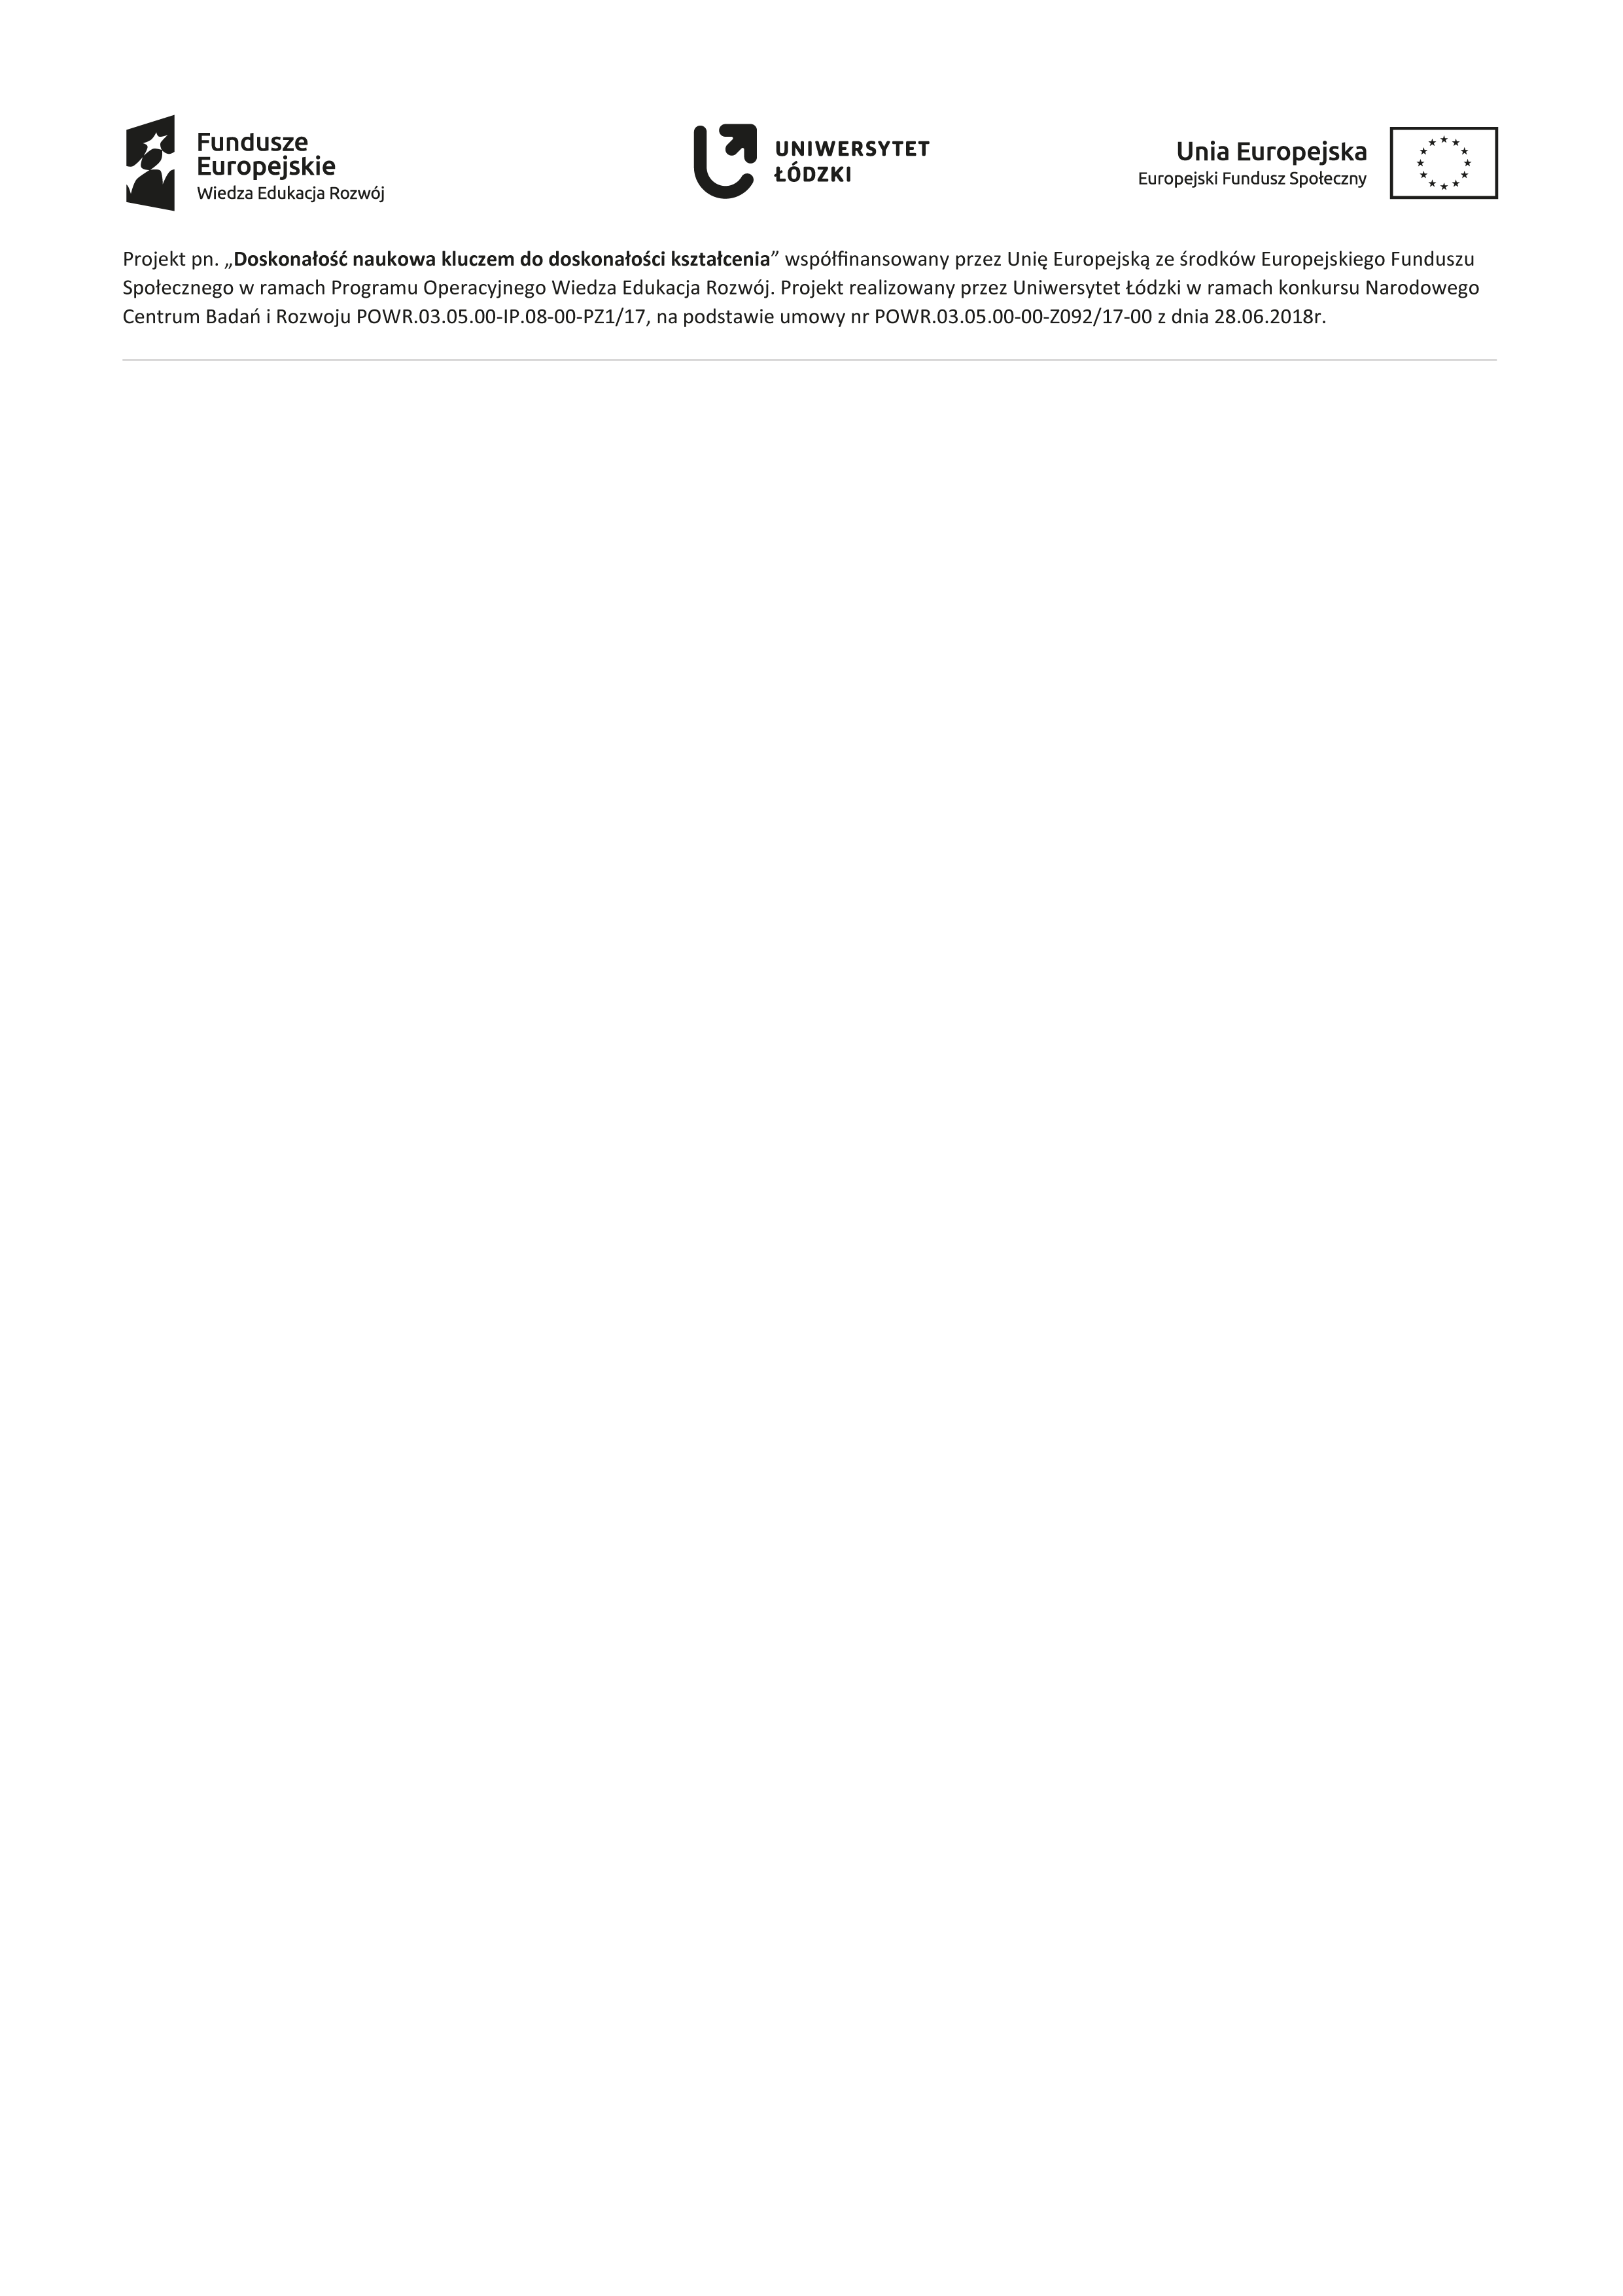 Fundusze
Europejskie
Wiedza Edukacja Rozwój
UNIWERSYTET
ŁÓDZKI
Unia Europejska
Europejski Fundusz Społeczny
Projekt pn. „Doskonałość naukowa kluczem do doskonałości kształcenia” współfinansowany przez Unię Europejską ze środków Europejskiego Funduszu
Społecznego w ramach Programu Operacyjnego Wiedza Edukacja Rozwój. Projekt realizowany przez Uniwersytet Łódzki w ramach konkursu Narodowego
Centrum Badań i Rozwoju POWR.03.05.00-IP.08-00-PZ1/17, na podstawie umowy nr POWR.03.05.00-00-Z092/17-00 z dnia 28.06.2018r.